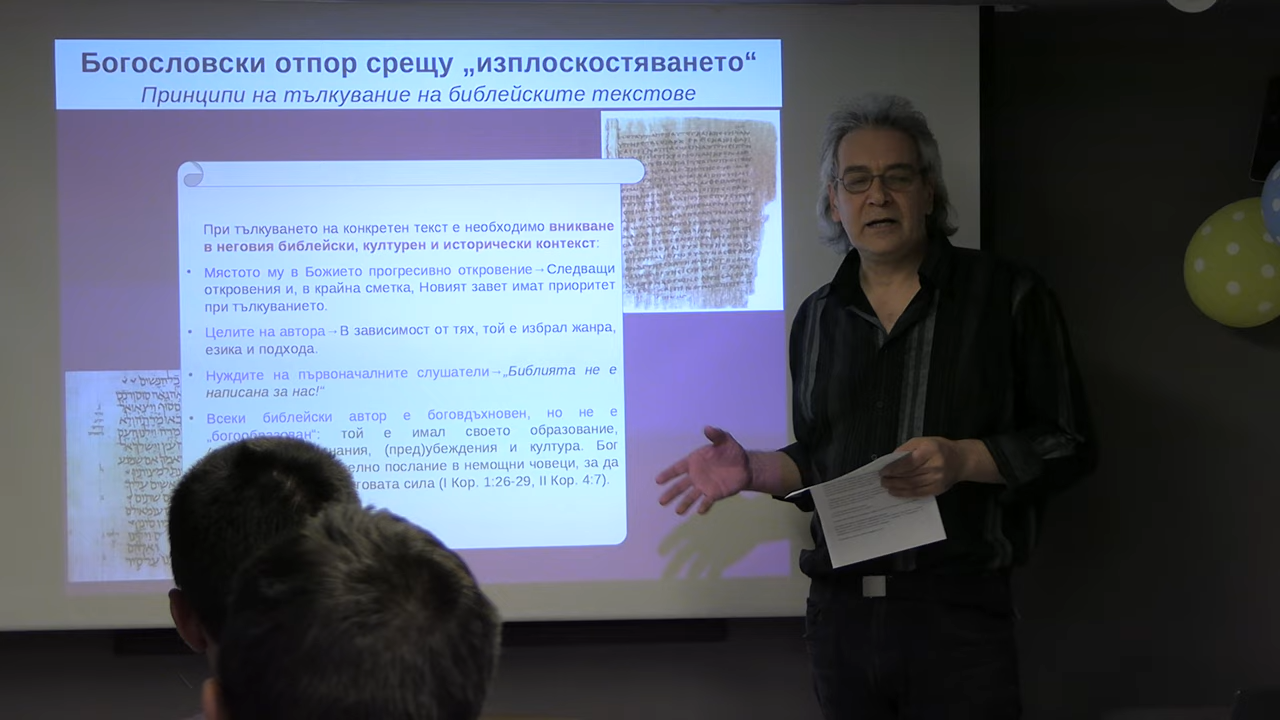 Богословски отпор срещу „изплоскостяването“
Принципи на тълкуване на библейските текстове
При тълкуването на конкретен текст е необходимо вникване
в неговия библейски, културен и исторически контекст:
• Мястото му в Божието прогресивно откровение→Следващи
откровения и, в крайна сметка, Новият завет имат приоритет
при тълкуванието.
• Целите на автора→В зависимост от тях, той е избрал жанра,
езика и подхода.
• Нуждите на първоначалните слушатели→„Библията не е
написана за нас!“
• Всеки библейски автор е боговдъхновен, но не е
„богообразован“: той е имал своето образование,
(пред)убеждения и култура. Бог
послание в немощни човеци, за да
сила (I Кор. 1:26-29, II Кор. 4:7).